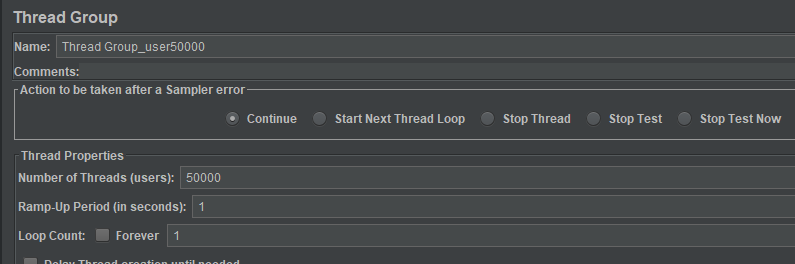 Thread Group
Name: Thread Group_user50000
Comments:
Action to be taken after a Sampler error
Continue Start Next Thread Loop Stop Thread Stop Test Stop Test Now
Thread Properties
Number of Threads (users): 50000
Ramp-Up Period (in seconds): 1
Loop Count: Forever 1
Delay Thread creation until needed